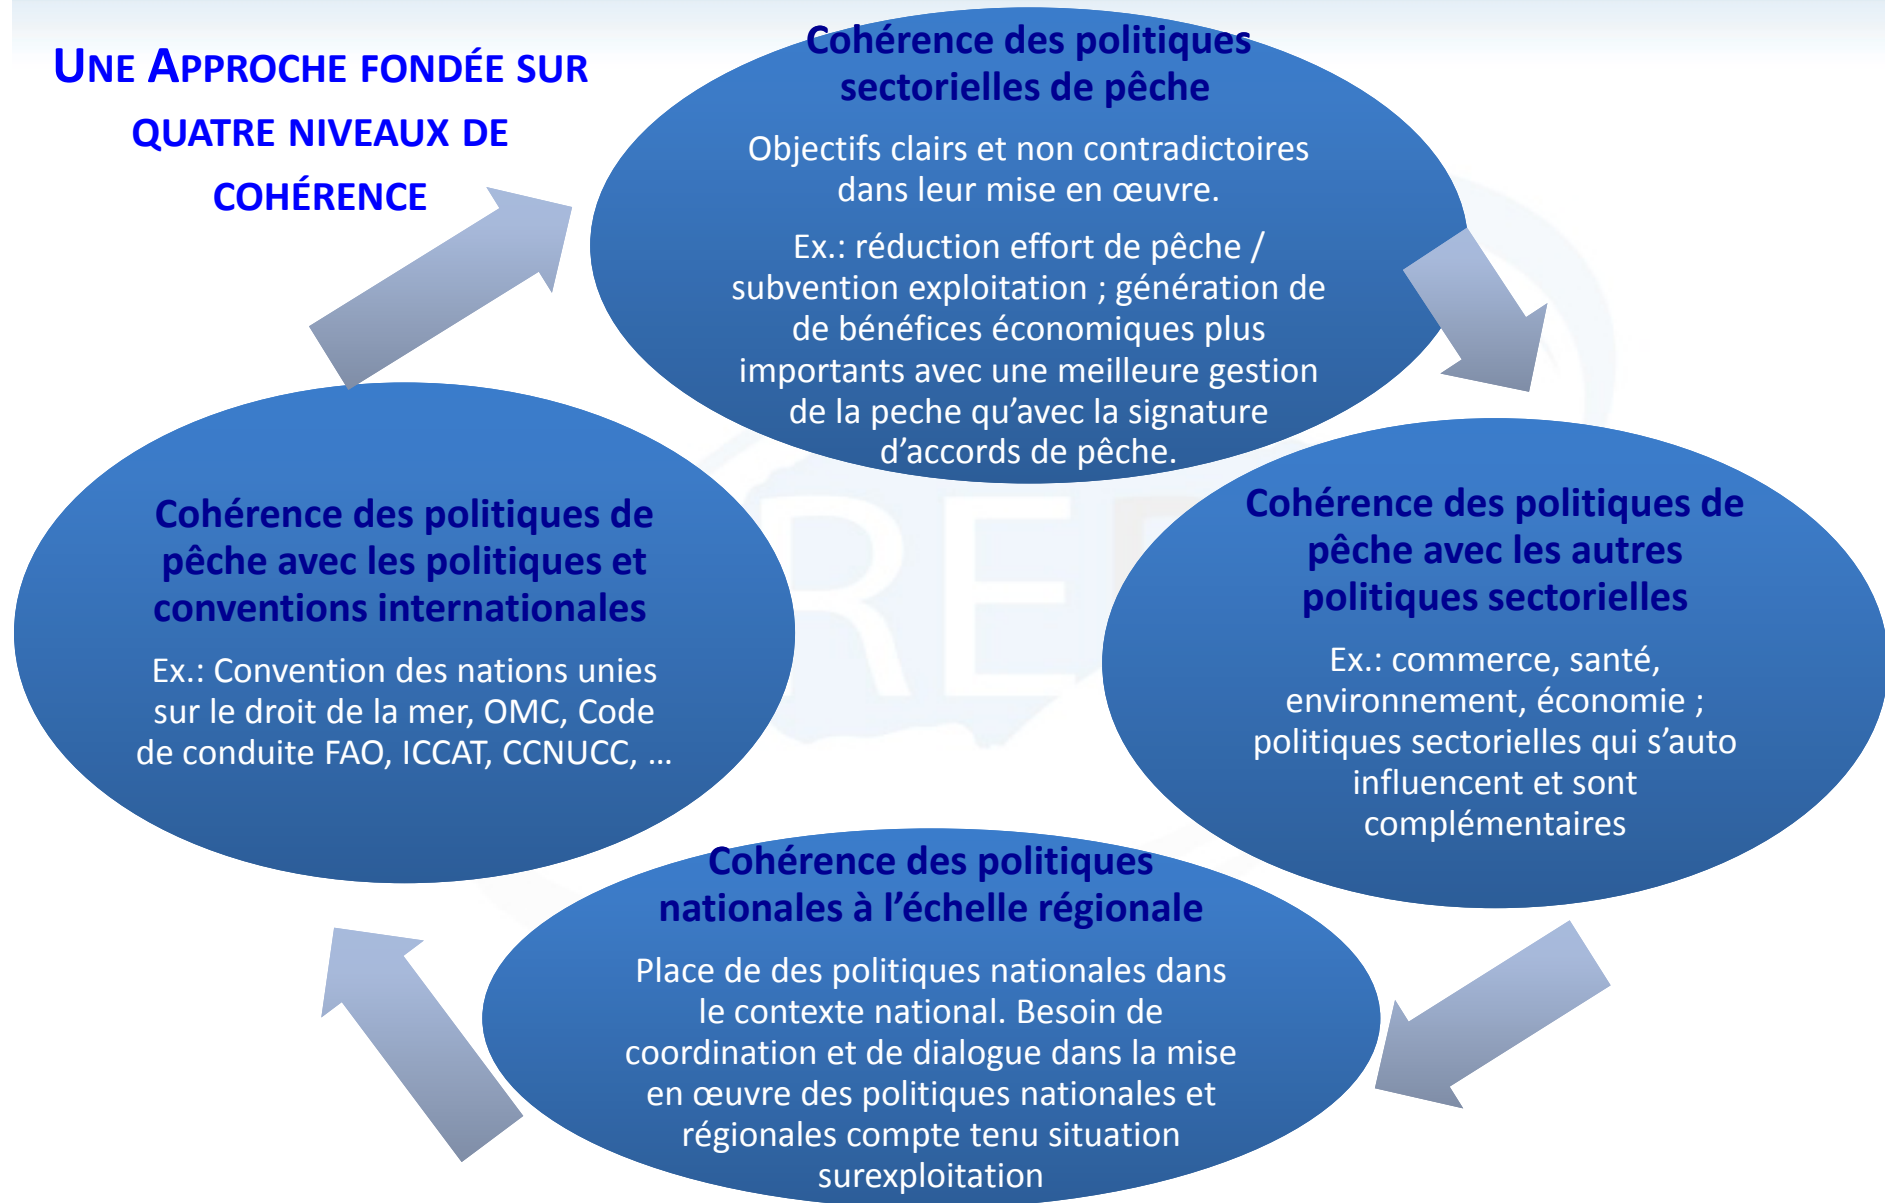 UNE APPROCHE FONDÉE SUR
QUATRE NIVEAUX DE
COHÉRENCE
Cohérence des politiques
sectorielles de pêche
Objectifs clairs et non contradictoires
dans leur mise en œuvre.
Ex.: réduction effort de pêche /
subvention exploitation ; génération de
de bénéfices économiques plus
importants avec une meilleure gestion
de la peche qu’avec la signature
d’accords de pêche.
Cohérence des politiques de
pêche avec les autres
politiques sectorielles
Ex.: commerce, santé,
environnement, économie ;
politiques sectorielles qui s’auto
influencent et sont
complémentaires
Cohérence des politiques
nationales à l’échelle régionale
Place de des politiques nationales dans
le contexte national. Besoin de
coordination et de dialogue dans la mise
en œuvre des politiques nationales et
régionales compte tenu situation
surexploitation
Cohérence des politiques de
pêche avec les politiques et
conventions internationales
Ex.: Convention des nations unies
sur le droit de la mer, OMC, Code
de conduite FAO, ICCAT, CCNUCC, …